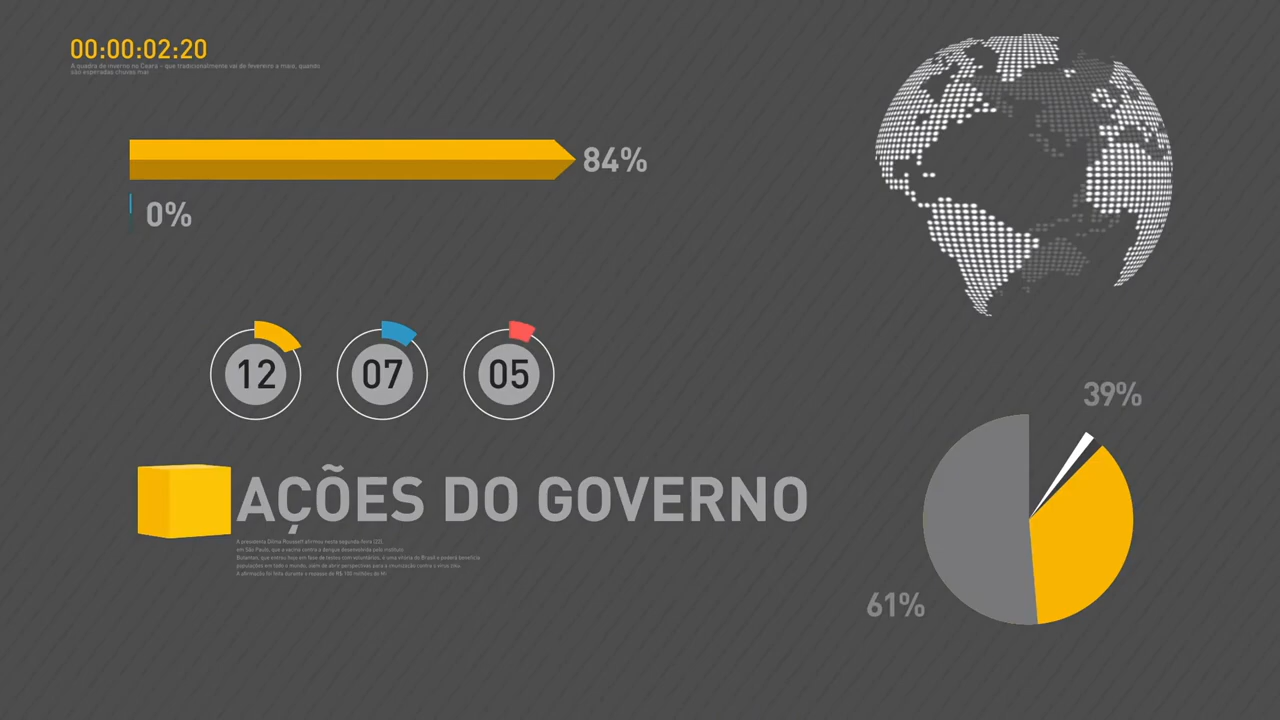 00:00:02:20
A quadra de inverno no Ceara – que tradicionalmente vai de fevereiro a maio, quando
são esperadas chuvas mai
84%
0%
12 07 05
39%
AÇÕES DO GOVERNO
A presidenta Dilma Rousseff afirmou nesta segunda-feira (22),
em São Paulo, que a vacina contra a dengue desenvolvida pelo Instituto
Butantan, que entrou hoje em fase de testes com voluntários, é uma vitória do Brasil e poderá beneficia
populações em todo o mundo, além de abrir perspectivas para a imunização contra o vírus zika.
A afirmação foi feita durante o repasse de R$ 100 milhões do Mi
61%